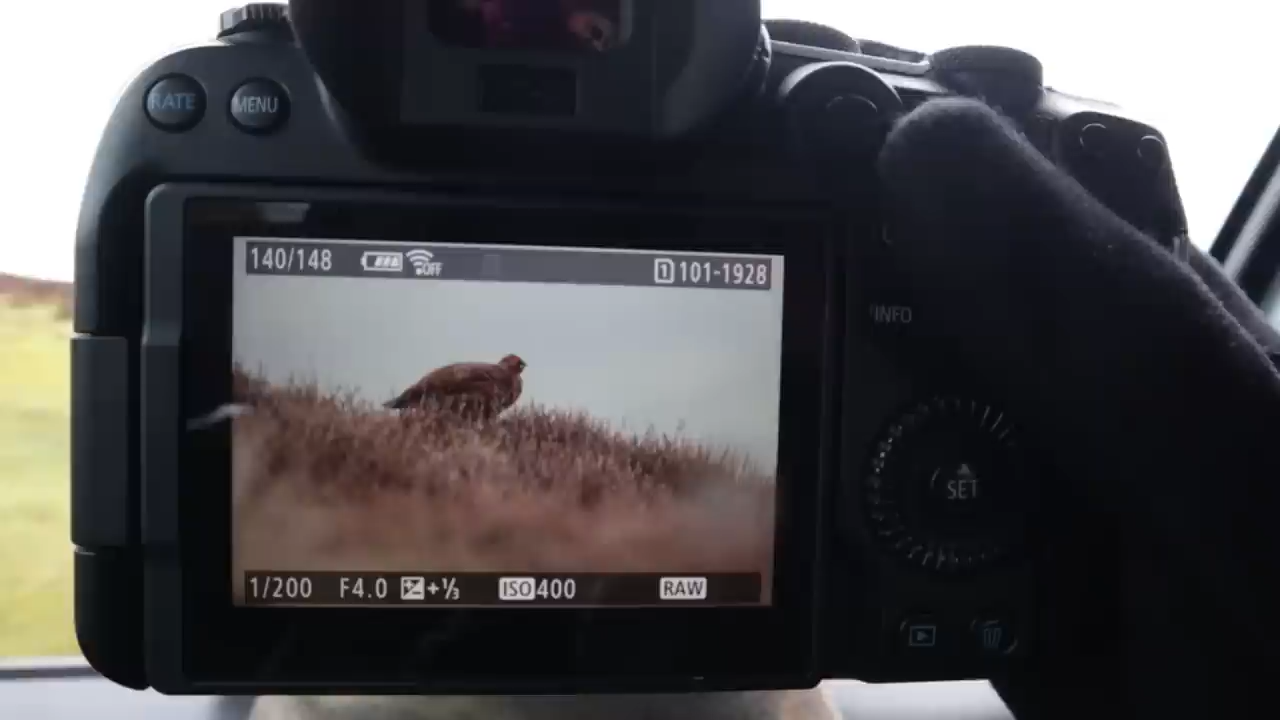 RATE
MENU
140/148 OFF 1 101-1928
INFO
SET
1/200 F4.0 +⅓ ISO 400 RAW